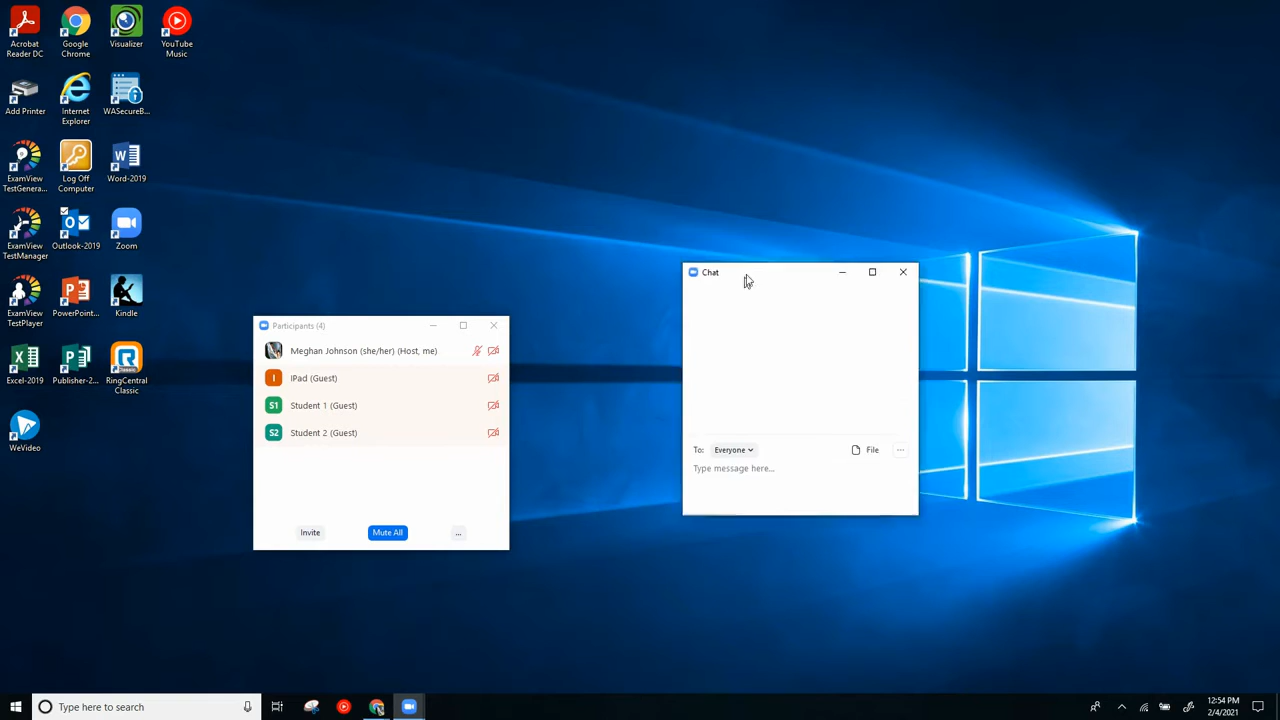 Acrobat
Reader DC
Google
Chrome
Visualizer
YouTube
Music
Add Printer
Internet
Explorer
WASecureB...
ExamView
TestGenera...
Log Off
Computer
Word-2019
ExamView
TestManager
Outlook-2019
Zoom
ExamView
TestPlayer
PowerPoint...
Kindle
Excel-2019
Publisher-2...
RingCentral
Classic
WeVideo
Participants (4)
Meghan Johnson (she/her) (Host, me)
I
IPad (Guest)
S1
Student 1 (Guest)
S2
Student 2 (Guest)
Invite
Mute All
...
Chat
To:
Everyone
File
...
Type message here...
Type here to search
12:54 PM
2/4/2021